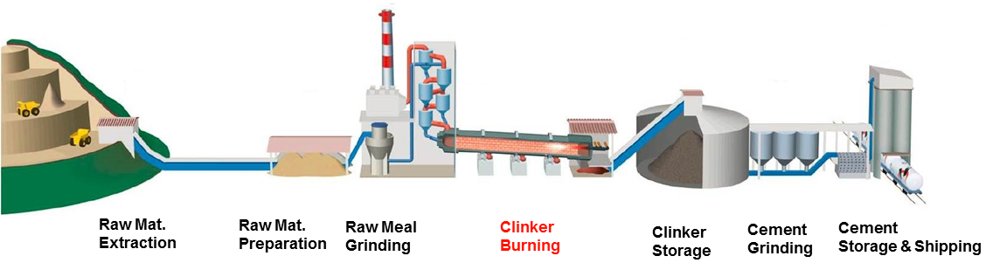 Raw Mat.
Extraction
Raw Mat.
Preparation
Raw Meal
Grinding
Clinker
Burning
Clinker
Storage
Cement
Grinding
Cement
Storage & Shipping